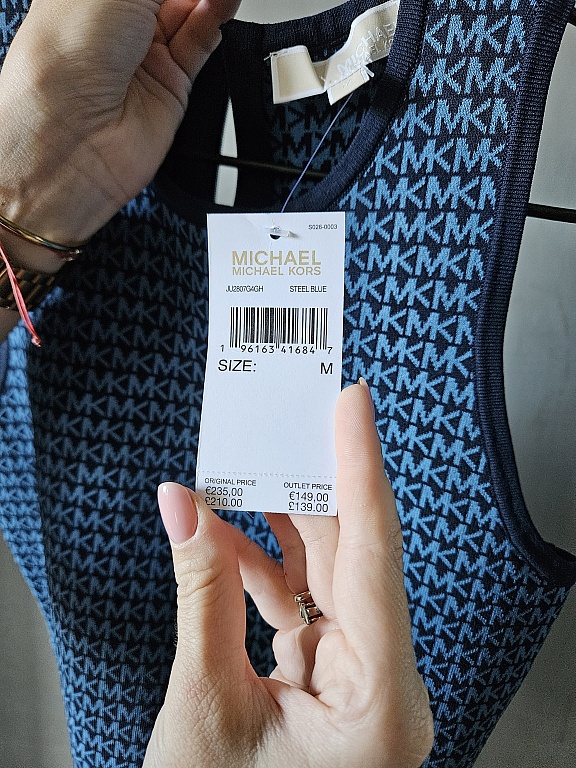 S026-0003
MICHAEL
MICHAEL KORS
JU2807G4GH STEEL BLUE
1 96163 41684 7
SIZE: M
ORIGINAL PRICE OUTLET PRICE
€235,00 €149,00
£210.00 £139.00